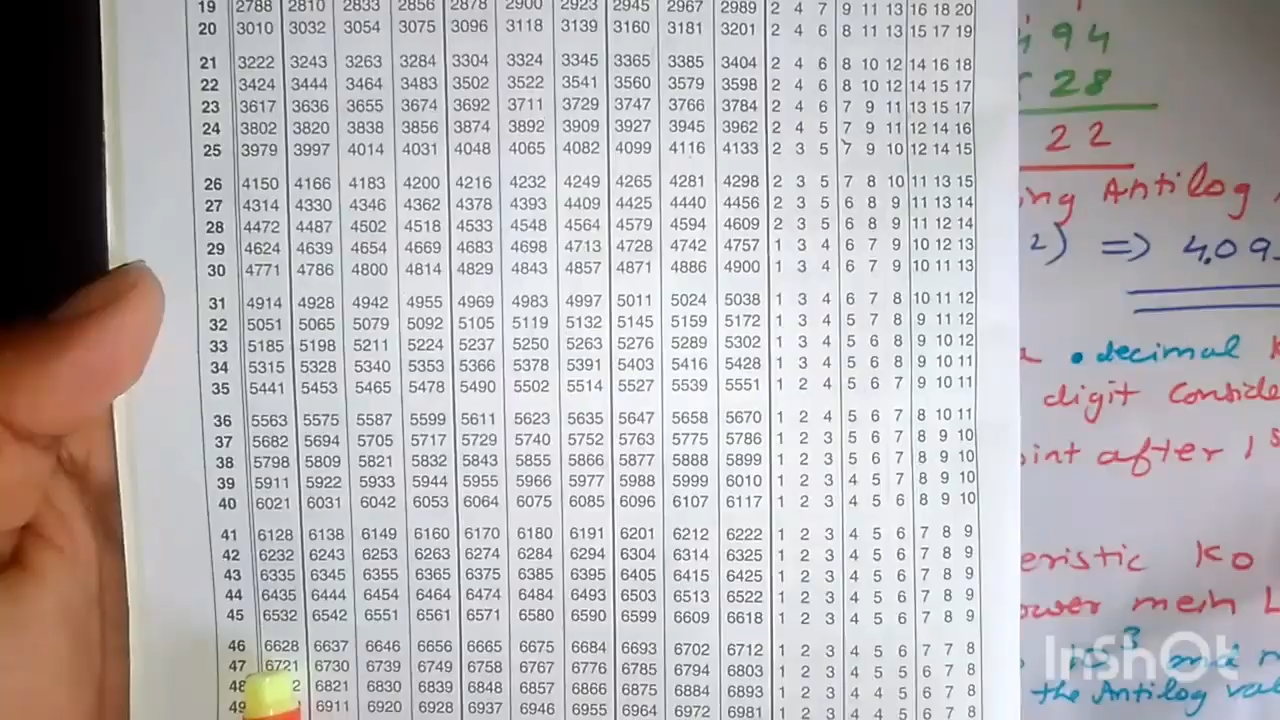 19 2788 2810 2833 2856 2878 2900 2923 2945 2967 2989 2 4 7 9 11 13 16 18 20
20 3010 3032 3054 3075 3096 3118 3139 3160 3181 3201 2 4 6 8 11 13 15 17 19
21 3222 3243 3263 3284 3304 3324 3345 3365 3385 3404 2 4 6 8 10 12 14 16 18
22 3424 3444 3464 3483 3502 3522 3541 3560 3579 3598 2 4 6 8 10 12 14 15 17
23 3617 3636 3655 3674 3692 3711 3729 3747 3766 3784 2 4 6 7 9 11 13 15 17
24 3802 3820 3838 3856 3874 3892 3909 3927 3945 3962 2 4 5 7 9 11 12 14 16
25 3979 3997 4014 4031 4048 4065 4082 4099 4116 4133 2 3 5 7 9 10 12 14 15
26 4150 4166 4183 4200 4216 4232 4249 4265 4281 4298 2 3 5 7 8 10 11 13 15
27 4314 4330 4346 4362 4378 4393 4409 4425 4440 4456 2 3 5 6 8 9 11 13 14
28 4472 4487 4502 4518 4533 4548 4564 4579 4594 4609 2 3 5 6 8 9 11 12 14
29 4624 4639 4654 4669 4683 4698 4713 4728 4742 4757 1 3 4 6 7 9 10 12 13
30 4771 4786 4800 4814 4829 4843 4857 4871 4886 4900 1 3 4 6 7 9 10 11 13
31 4914 4928 4942 4955 4969 4983 4997 5011 5024 5038 1 3 4 6 7 8 10 11 12
32 5051 5065 5079 5092 5105 5119 5132 5145 5159 5172 1 3 4 5 7 8 9 11 12
33 5185 5198 5211 5224 5237 5250 5263 5276 5289 5302 1 3 4 5 6 8 9 10 12
34 5315 5328 5340 5353 5366 5378 5391 5403 5416 5428 1 3 4 5 6 8 9 10 11
35 5441 5453 5465 5478 5490 5502 5514 5527 5539 5551 1 2 4 5 6 7 9 10 11
36 5563 5575 5587 5599 5611 5623 5635 5647 5658 5670 1 2 4 5 6 7 8 10 11
37 5682 5694 5705 5717 5729 5740 5752 5763 5775 5786 1 2 3 5 6 7 8 9 10
38 5798 5809 5821 5832 5843 5855 5866 5877 5888 5899 1 2 3 5 6 7 8 9 10
39 5911 5922 5933 5944 5955 5966 5977 5988 5999 6010 1 2 3 4 5 7 8 9 10
40 6021 6031 6042 6053 6064 6075 6085 6096 6107 6117 1 2 3 4 5 6 8 9 10
41 6128 6138 6149 6160 6170 6180 6191 6201 6212 6222 1 2 3 4 5 6 7 8 9
42 6232 6243 6253 6263 6274 6284 6294 6304 6314 6325 1 2 3 4 5 6 7 8 9
43 6335 6345 6355 6365 6375 6385 6395 6405 6415 6425 1 2 3 4 5 6 7 8 9
44 6435 6444 6454 6464 6474 6484 6493 6503 6513 6522 1 2 3 4 5 6 7 8 9
45 6532 6542 6551 6561 6571 6580 6590 6599 6609 6618 1 2 3 4 5 6 7 8 9
46 6628 6637 6646 6656 6665 6675 6684 6693 6702 6712 1 2 3 4 5 6 7 7 8
47 6721 6730 6739 6749 6758 6767 6776 6785 6794 6803 1 2 3 4 5 5 6 7 8
48 2 6821 6830 6839 6848 6857 6866 6875 6884 6893 1 2 3 4 4 5 6 7 8
49 6911 6920 6928 6937 6946 6955 6964 6972 6981 1 2 3 4 4 5 6 7 8
94
28
22
ing Antilog
2) ⇒ 4.09
. decimal K
digit Conside
int after 1 s
eristic Ko
ower mein L
10³ and n
the Antilog val
InShOt